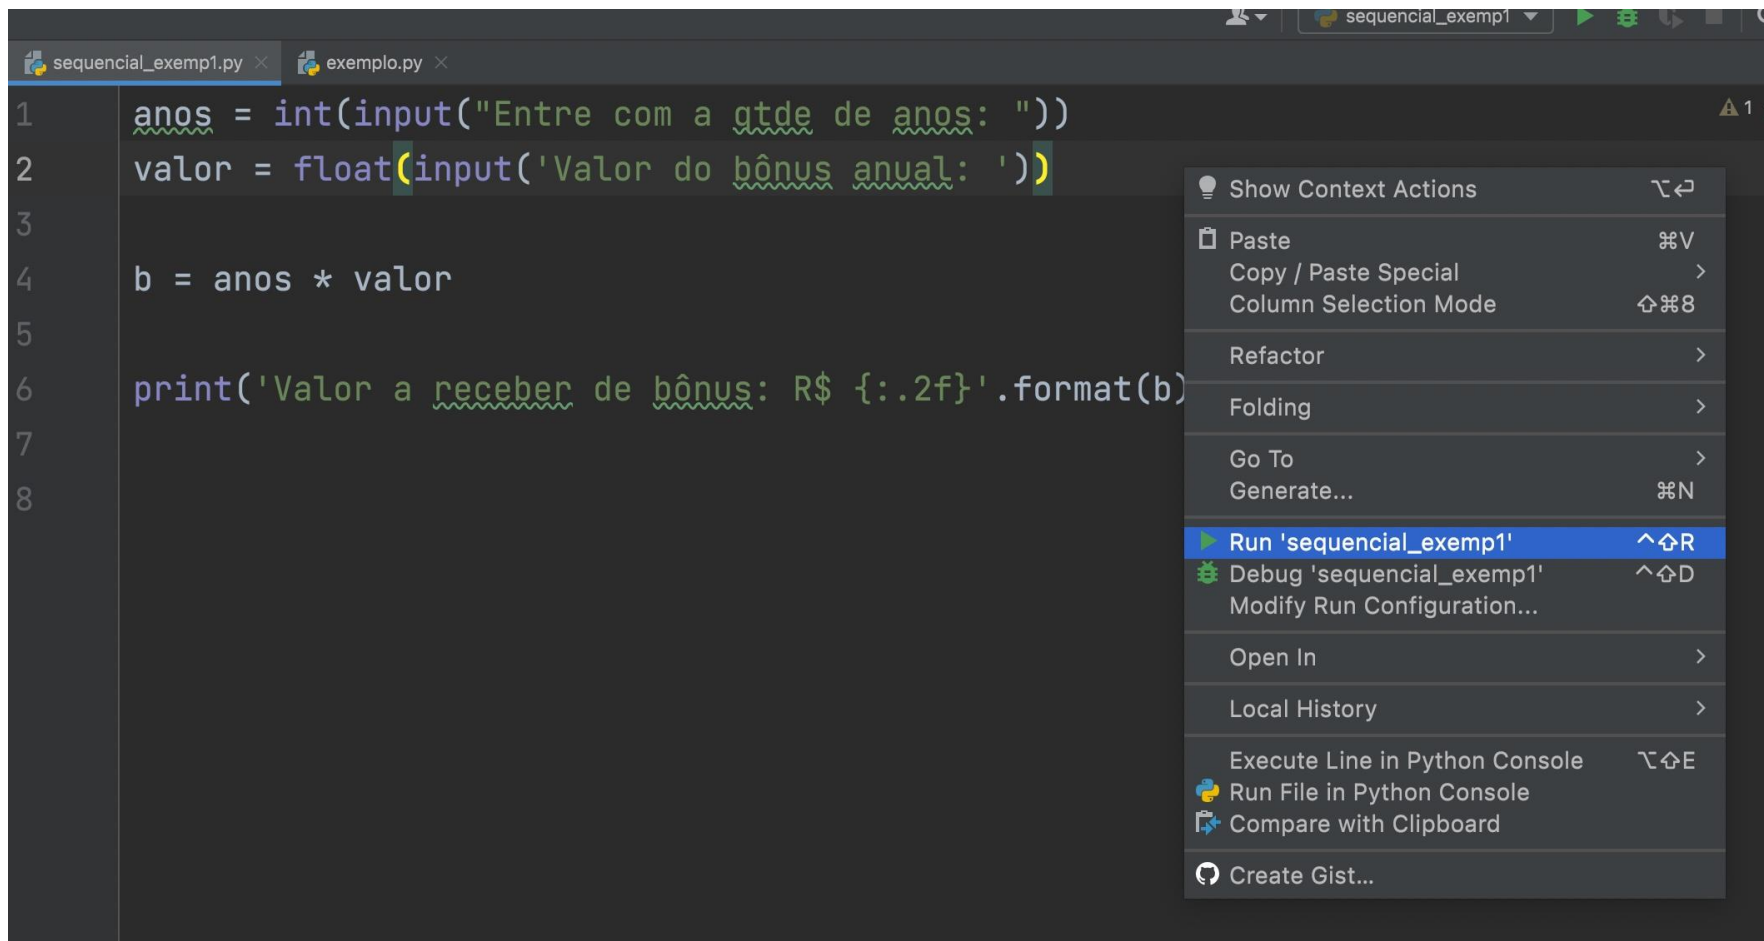 sequencial_exemp1
sequencial_exemp1.py
exemplo.py
1 anos = int(input("Entre com a qtde de anos: "))
1
2 valor = float(input('Valor do bônus anual: '))
3
4 b = anos * valor
5
6 print('Valor a receber de bônus: R$ {:.2f}'.format(b)
7
8
Show Context Actions ⌥⏎
Paste ⌘V
Copy / Paste Special
Column Selection Mode ⇧⌘8
Refactor
Folding
Go To
Generate... ⌘N
Run 'sequencial_exemp1' ^⇧R
Debug 'sequencial_exemp1' ^⇧D
Modify Run Configuration...
Open In
Local History
Execute Line in Python Console ⌥⇧E
Run File in Python Console
Compare with Clipboard
Create Gist...